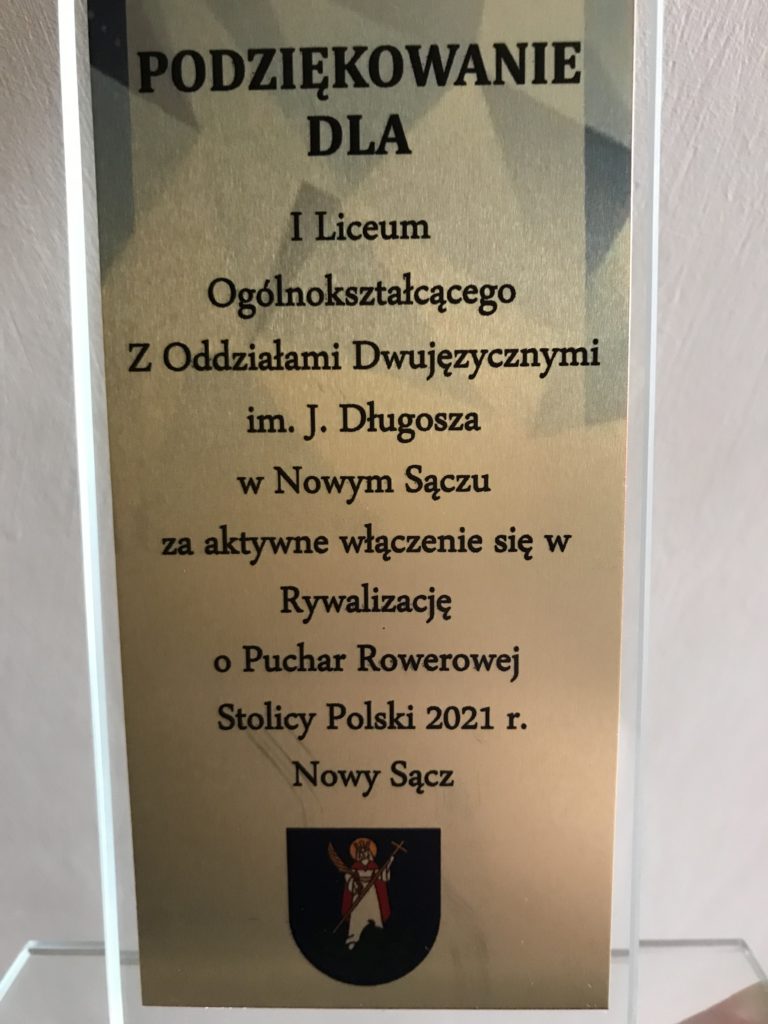 PODZIĘKOWANIE
DLA
I Liceum
Ogólnokształcącego
Z Oddziałami Dwujęzycznymi
im. J. Długosza
w Nowym Sączu
za aktywne włączenie się w
Rywalizację
o Puchar Rowerowej
Stolicy Polski 2021 r.
Nowy Sącz